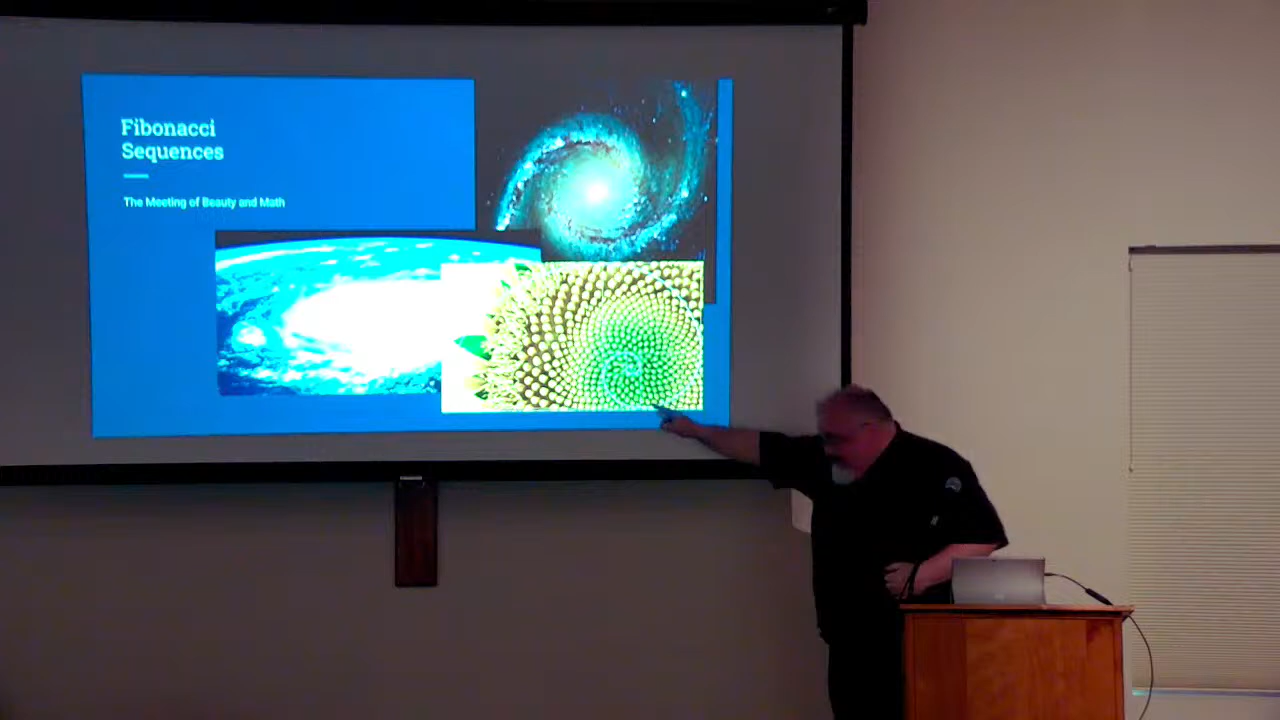 Fibonacci
Sequences
The Meeting of Beauty and Math